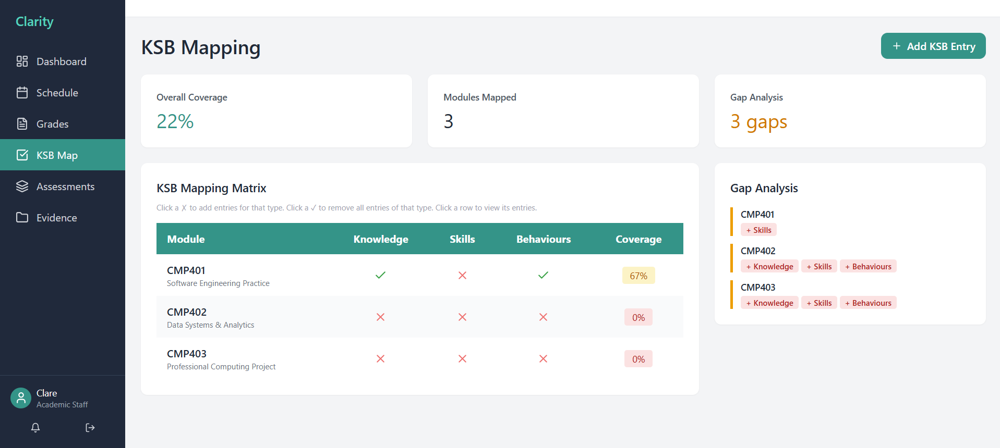 Clarity
Dashboard
Schedule
Grades
KSB Map
Assessments
Evidence
Clare
Academic Staff
KSB Mapping
+ Add KSB Entry
Overall Coverage
22%
Modules Mapped
3
Gap Analysis
3 gaps
KSB Mapping Matrix
Click a ✗ to add entries for that type. Click a ✓ to remove all entries of that type. Click a row to view its entries.
Module Knowledge Skills Behaviours Coverage
CMP401
Software Engineering Practice
✓ ✗ ✓ 67%
CMP402
Data Systems & Analytics
✗ ✗ ✗ 0%
CMP403
Professional Computing Project
✗ ✗ ✗ 0%
Gap Analysis
CMP401
+ Skills
CMP402
+ Knowledge + Skills + Behaviours
CMP403
+ Knowledge + Skills + Behaviours